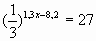 (1/3)^{1,3x-8,2} = 27